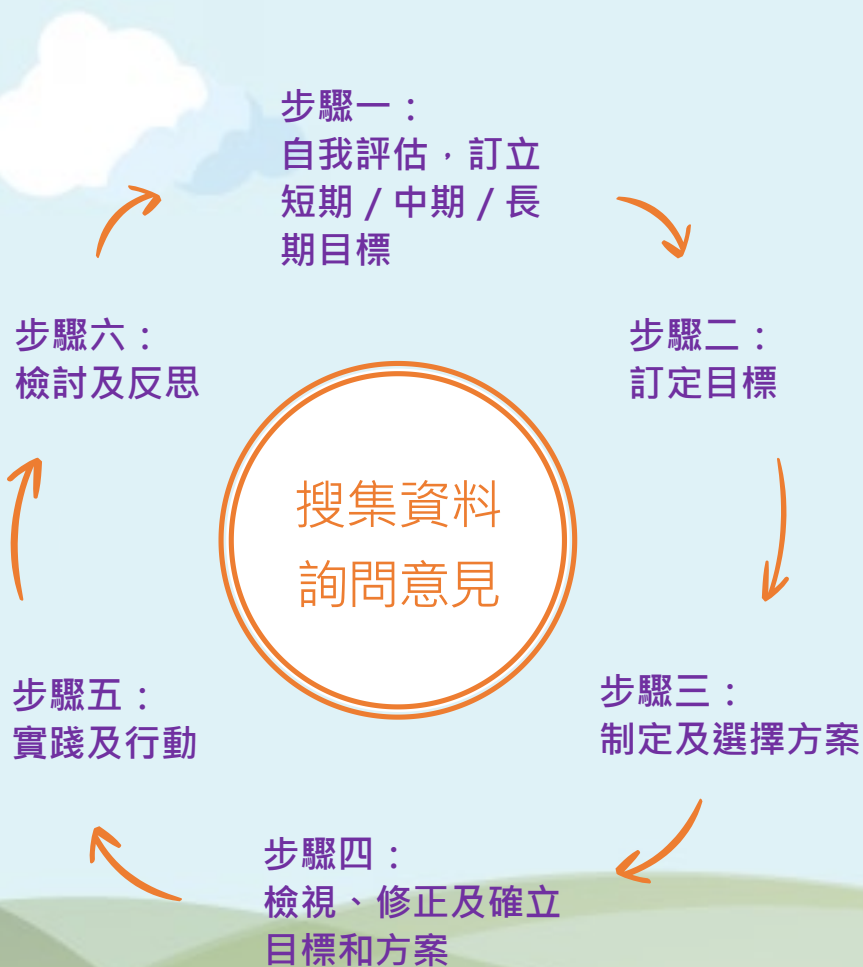 步驟一：
自我評估，訂立
短期 / 中期 / 長
期目標
步驟二：
訂定目標
步驟三：
制定及選擇方案
步驟四：
檢視、修正及確立
目標和方案
步驟五：
實踐及行動
步驟六：
檢討及反思
搜集資料
詢問意見